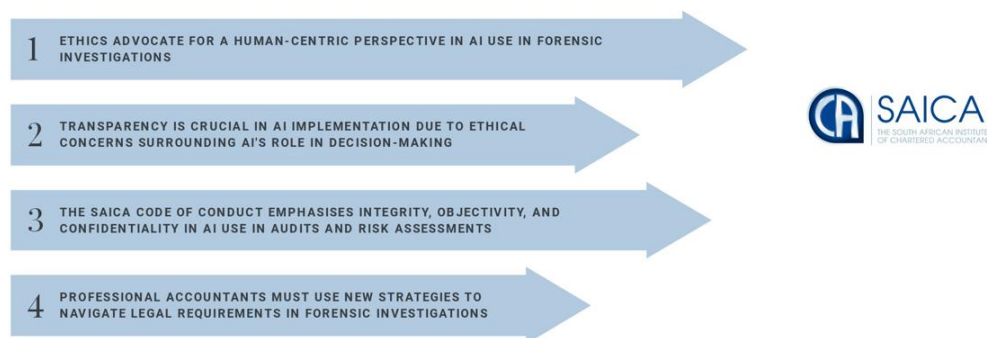 1
ETHICS ADVOCATE FOR A HUMAN-CENTRIC PERSPECTIVE IN AI USE IN FORENSIC
INVESTIGATIONS
2
TRANSPARENCY IS CRUCIAL IN AI IMPLEMENTATION DUE TO ETHICAL
CONCERNS SURROUNDING AI'S ROLE IN DECISION-MAKING
3
THE SAICA CODE OF CONDUCT EMPHASISES INTEGRITY, OBJECTIVITY, AND
CONFIDENTIALITY IN AI USE IN AUDITS AND RISK ASSESSMENTS
4
PROFESSIONAL ACCOUNTANTS MUST USE NEW STRATEGIES TO
NAVIGATE LEGAL REQUIREMENTS IN FORENSIC INVESTIGATIONS
CA
SAICA
THE SOUTH AFRICAN INSTITUTE
OF CHARTERED ACCOUNTAN